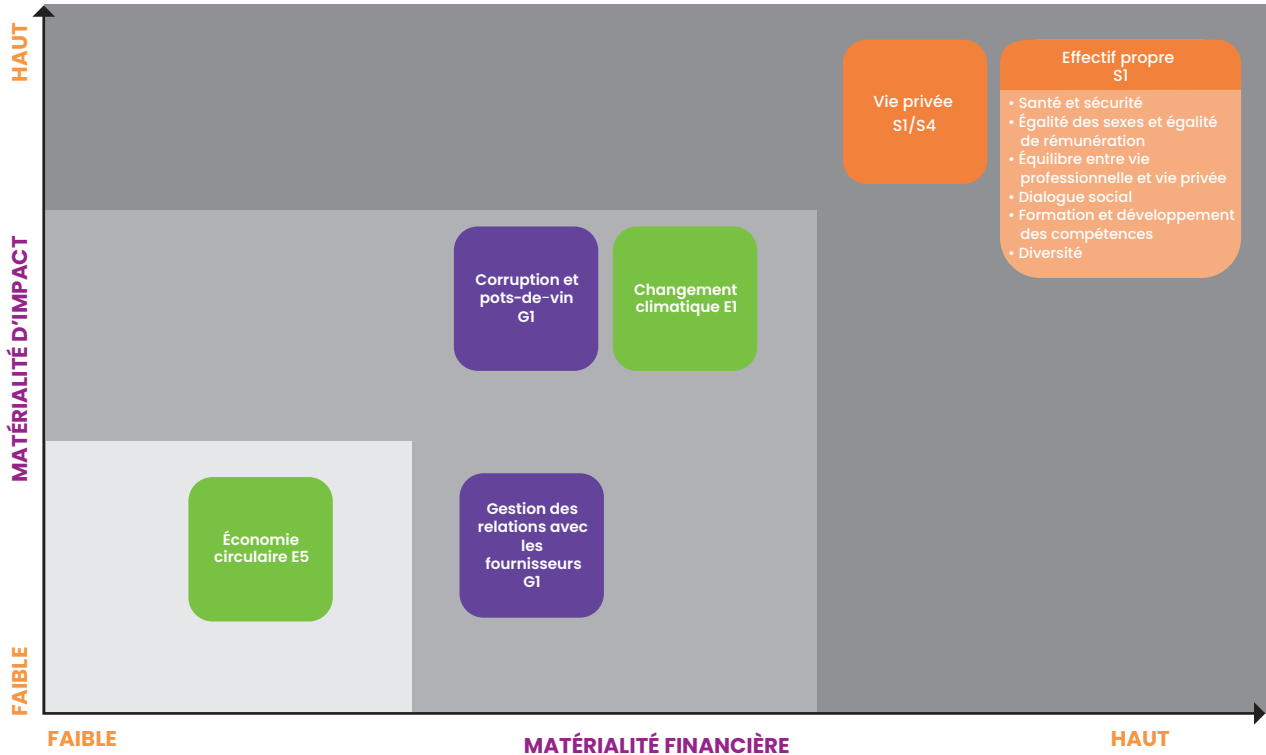 HAUT
MATÉRIALITÉ D'IMPACT
FAIBLE
Vie privée
S1/S4
Effectif propre
S1
• Santé et sécurité
• Égalité des sexes et égalité
de rémunération
• Équilibre entre vie
professionnelle et vie privée
• Dialogue social
• Formation et développement
des compétences
• Diversité
Corruption et
pots-de-vin
G1
Changement
climatique E1
Économie
circulaire E5
Gestion des
relations avec
les
fournisseurs
G1
FAIBLE
MATÉRIALITÉ FINANCIÈRE
HAUT